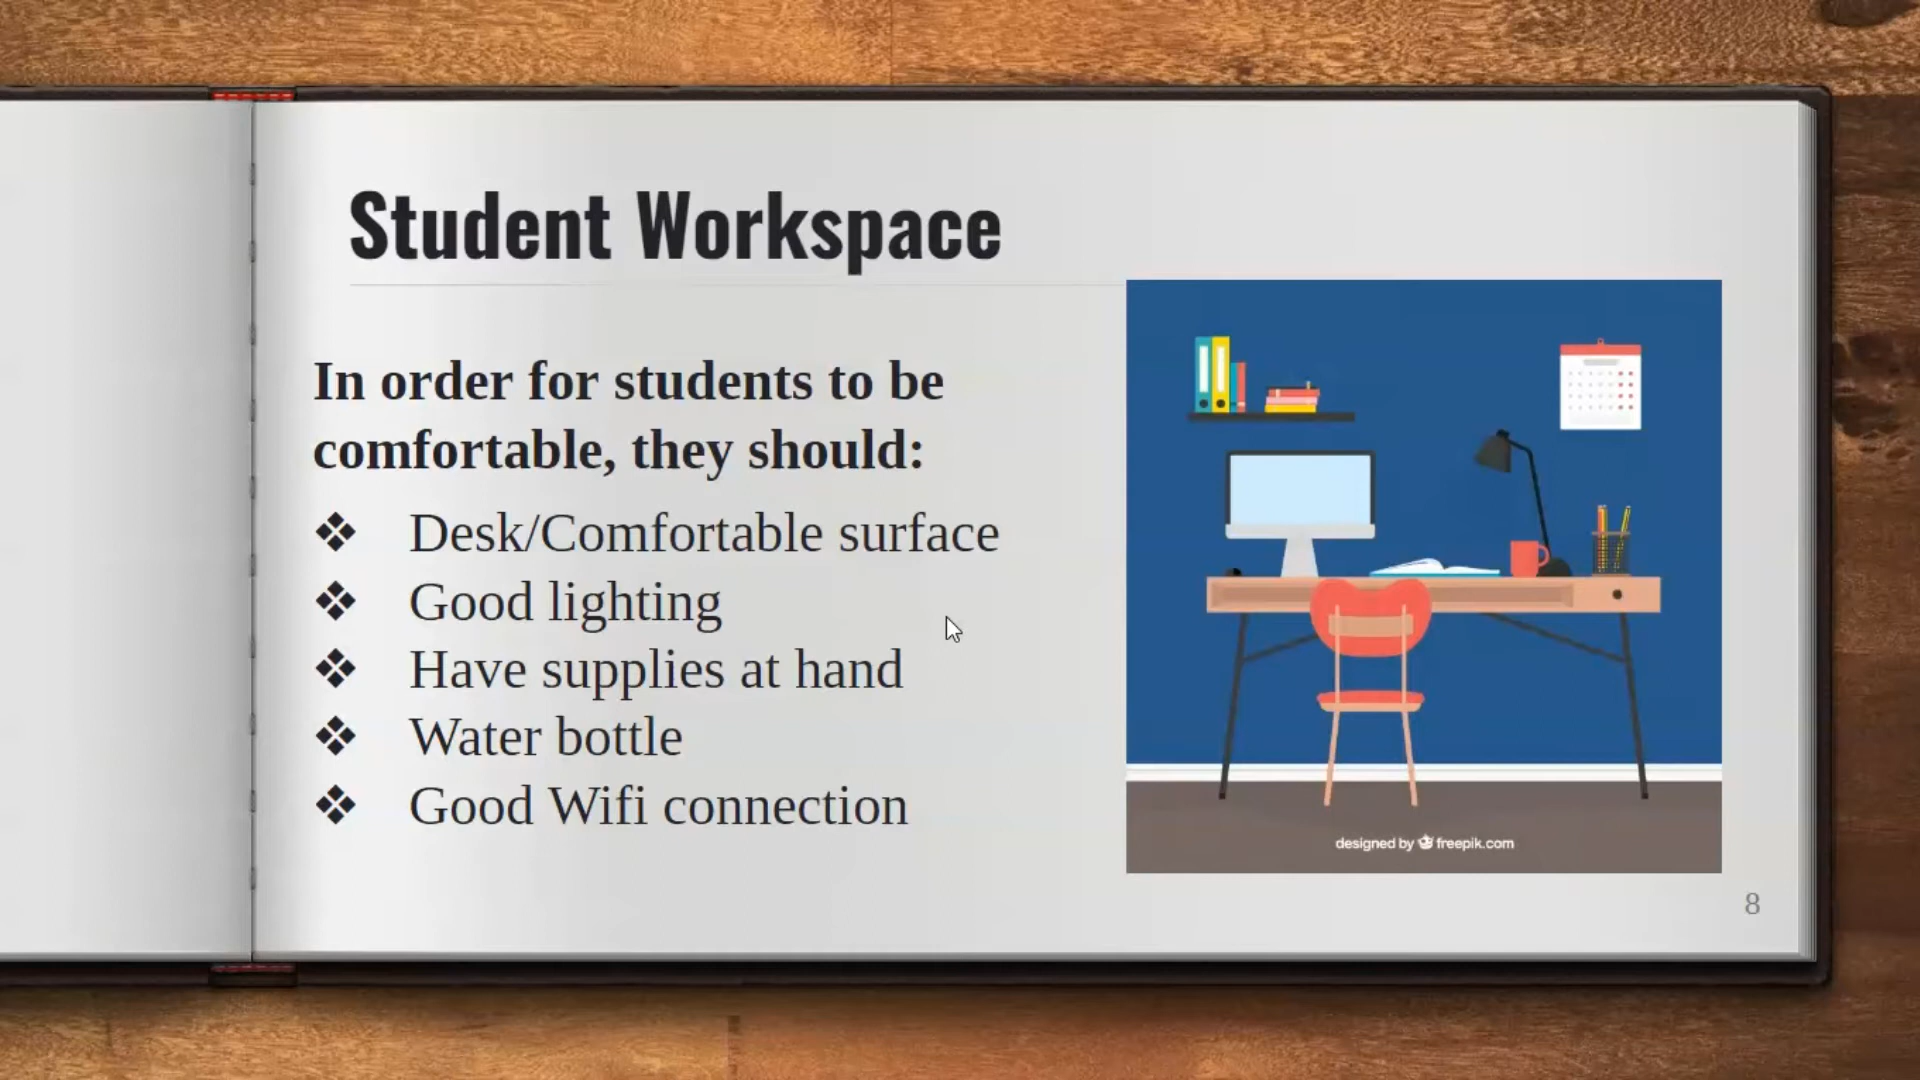 Student Workspace
In order for students to be
comfortable, they should:
❖ Desk/Comfortable surface
❖ Good lighting
❖ Have supplies at hand
❖ Water bottle
❖ Good Wifi connection
designed by freepik.com
8